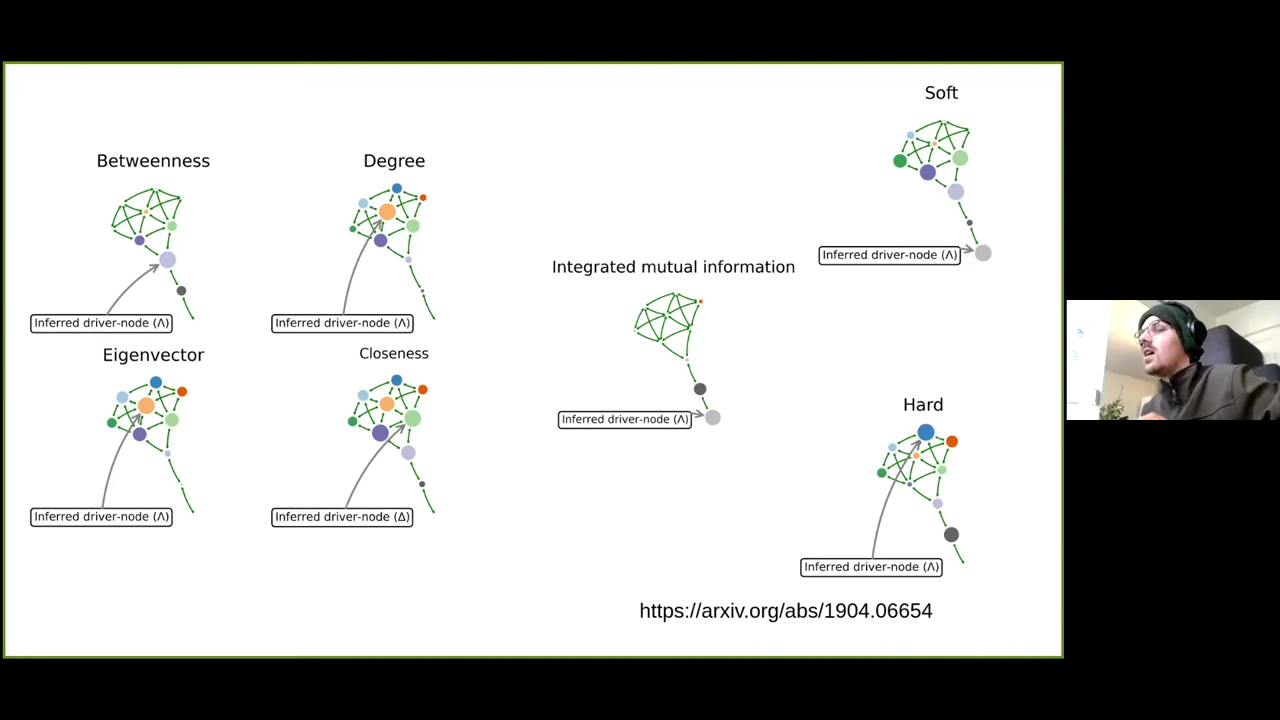 Soft
Betweenness
Degree
Inferred driver-node (Λ)
Integrated mutual information
Inferred driver-node (Λ)
Inferred driver-node (Λ)
Eigenvector
Closeness
Hard
Inferred driver-node (Λ)
Inferred driver-node (Λ)
Inferred driver-node (Δ)
Inferred driver-node (Λ)
https://arxiv.org/abs/1904.06654